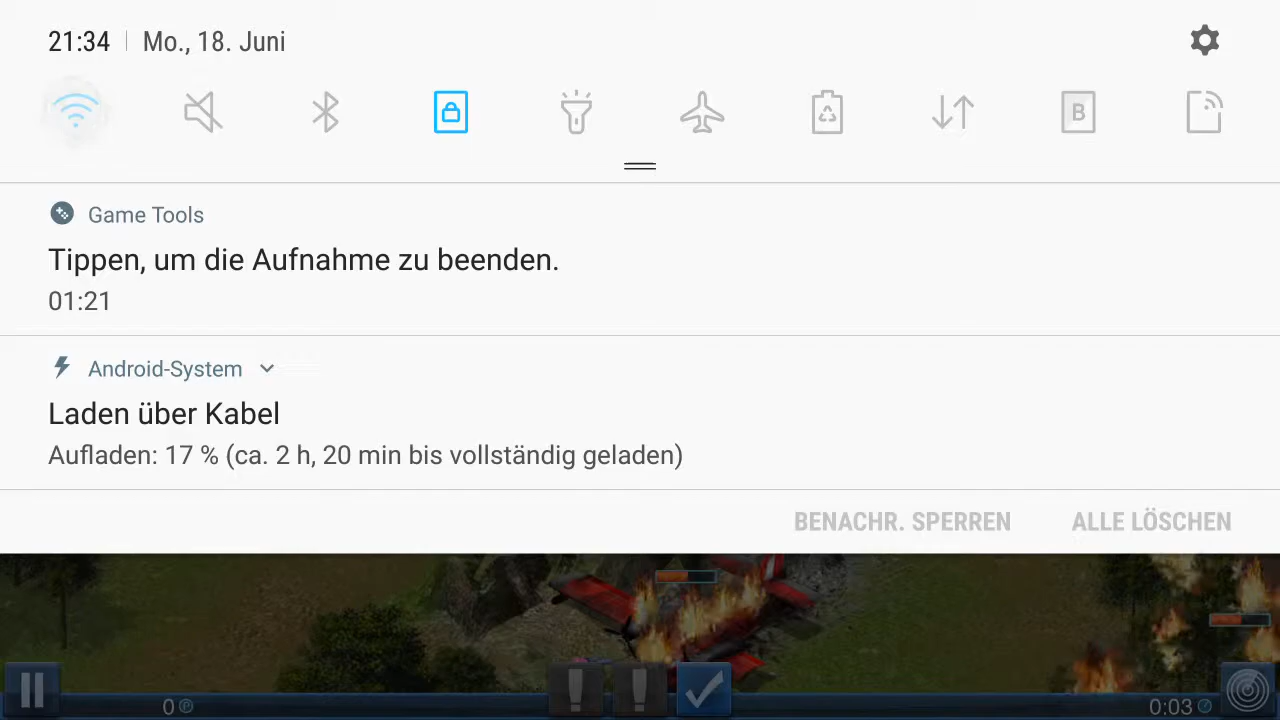 21:34 Mo., 18. Juni
B
Game Tools
Tippen, um die Aufnahme zu beenden.
01:21
Android-System
Laden über Kabel
Aufladen: 17 % (ca. 2 h, 20 min bis vollständig geladen)
BENACHR. SPERREN ALLE LÖSCHEN
! !
0 P 0:03